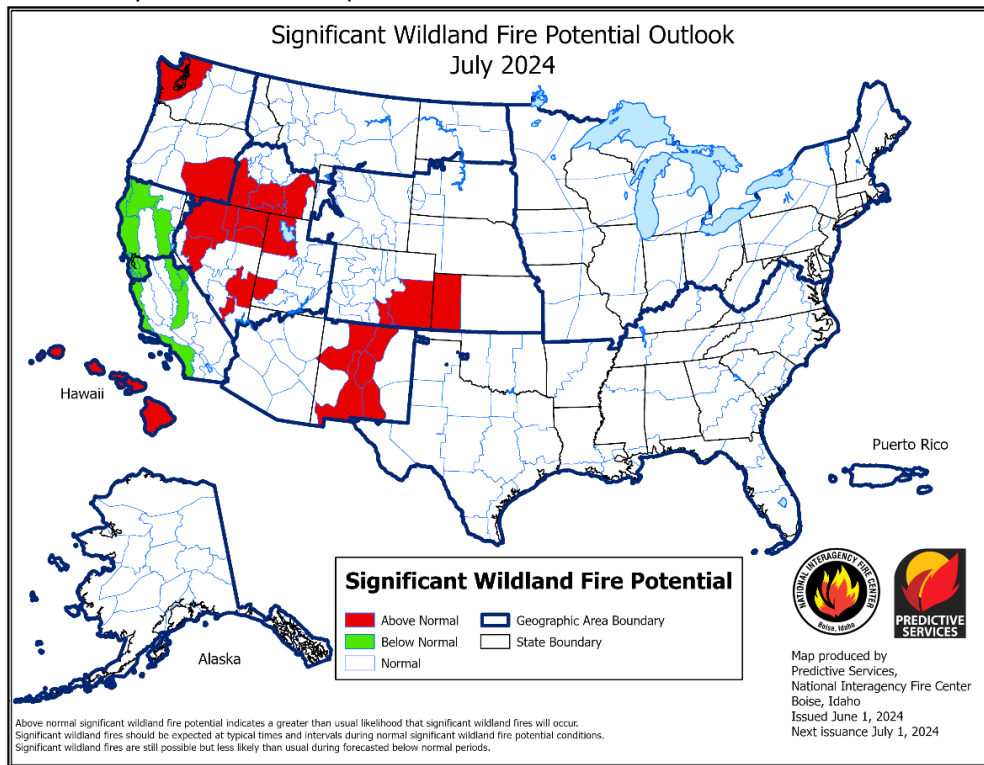 Significant Wildland Fire Potential Outlook
July 2024
Hawaii
Puerto Rico
Alaska
Significant Wildland Fire Potential
Above Normal
Below Normal
Normal
Geographic Area Boundary
State Boundary
NATIONAL INTERAGENCY FIRE CENTER
Boise, Idaho
PREDICTIVE
SERVICES
Map produced by
Predictive Services,
National Interagency Fire Center
Boise, Idaho
Issued June 1, 2024
Next issuance July 1, 2024
Above normal significant wildland fire potential indicates a greater than usual likelihood that significant wildland fires will occur.
Significant wildland fires should be expected at typical times and intervals during normal significant wildland fire potential conditions.
Significant wildland fires are still possible but less likely than usual during forecasted below normal periods.